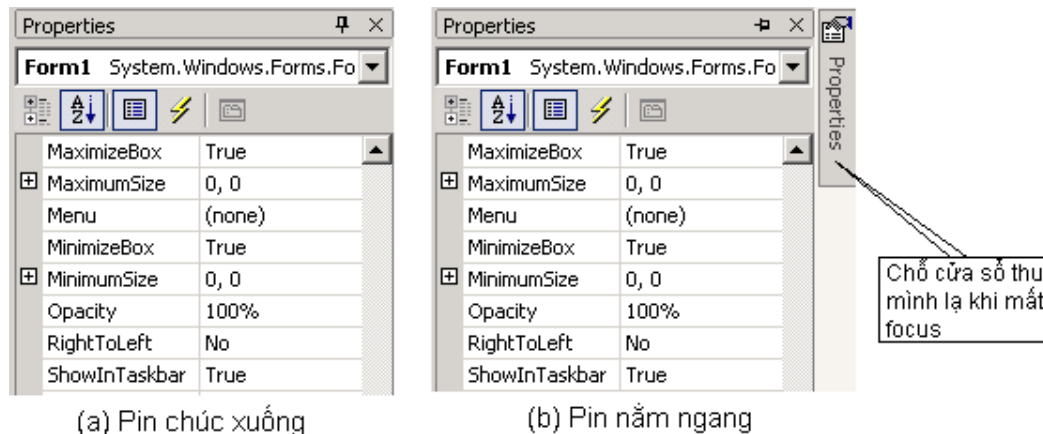 Properties
Form1 System.Windows.Forms.Fo
MaximizeBox True
MaximumSize 0, 0
Menu (none)
MinimizeBox True
MinimumSize 0, 0
Opacity 100%
RightToLeft No
ShowInTaskbar True
(a) Pin chúc xuống
Properties
Form1 System.Windows.Forms.Fo
MaximizeBox True
MaximumSize 0, 0
Menu (none)
MinimizeBox True
MinimumSize 0, 0
Opacity 100%
RightToLeft No
ShowInTaskbar True
(b) Pin nằm ngang
Properties
Chỗ cửa sổ thu
mình lạ khi mất
focus